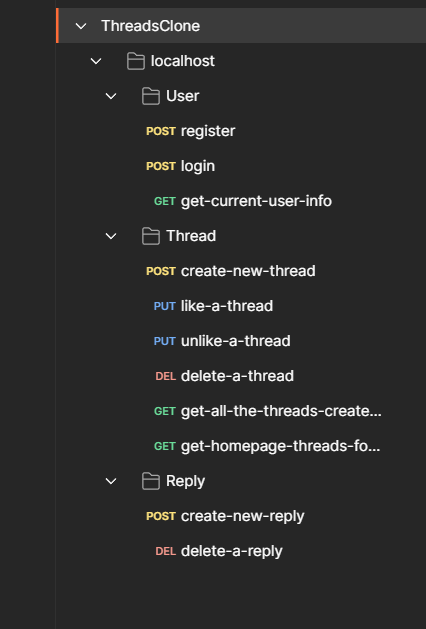 ThreadsClone
localhost
User
POST register
POST login
GET get-current-user-info
Thread
POST create-new-thread
PUT like-a-thread
PUT unlike-a-thread
DEL delete-a-thread
GET get-all-the-threads-create...
GET get-homepage-threads-fo...
Reply
POST create-new-reply
DEL delete-a-reply